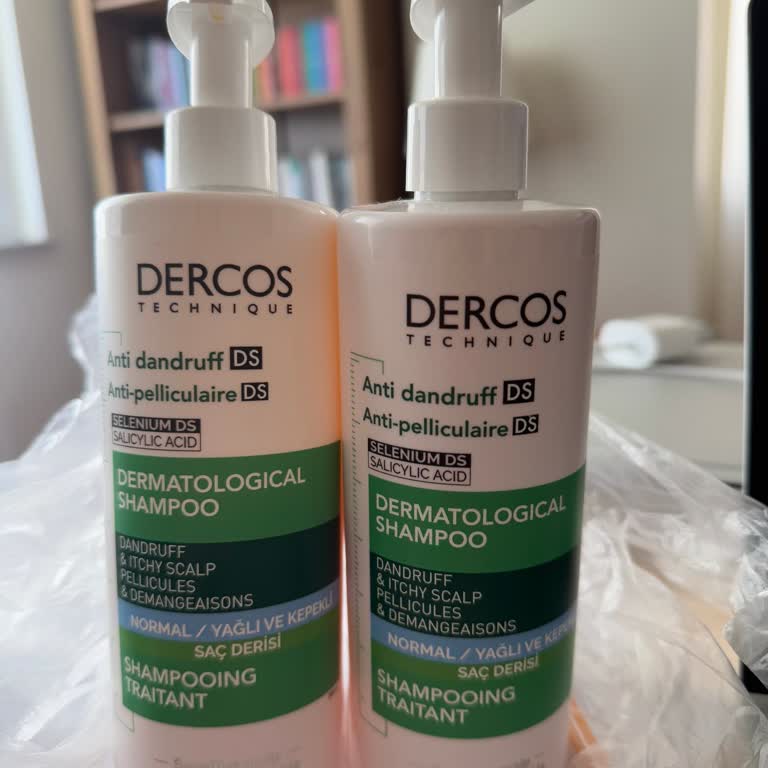 DERCOS
TECHNIQUE
Anti dandruff DS
Anti-pelliculaire DS
SELENIUM DS
SALICYLIC ACID
DERMATOLOGICAL
SHAMPOO
DANDRUFF
& ITCHY SCALP
PELLICULES
& DEMANGEAISONS
NORMAL / YAĞLI VE KEPEKLİ
SAÇ DERİSİ
SHAMPOOING
TRAITANT
DERCOS
TECHNIQUE
Anti dandruff DS
Anti-pelliculaire DS
SELENIUM DS
SALICYLIC ACID
DERMATOLOGICAL
SHAMPOO
DANDRUFF
& ITCHY SCALP
PELLICULES
& DEMANGEAISONS
NORMAL / YAĞLI VE
SAÇ DERİSİ
SHAMPOOING
TRAITANT